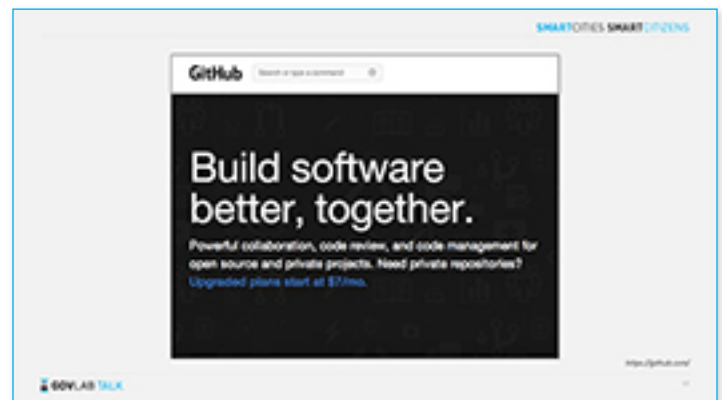 SMARTCITIES SMARTCITIZENS
GitHub
Search or type a command
Build software
better, together.
Powerful collaboration, code review, and code management for
open source and private projects. Need private repositories?
Upgraded plans start at $7/mo.
https://github.com/
GOVLAB TALK